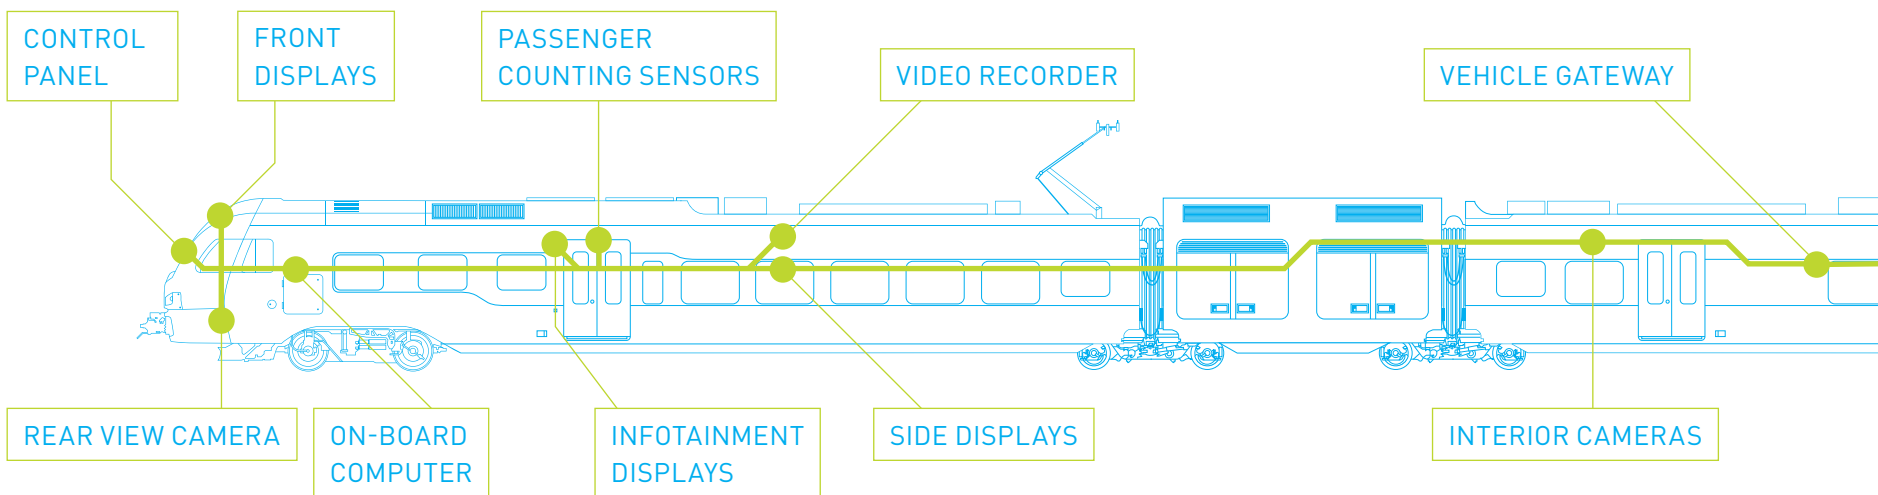 CONTROL
PANEL
FRONT
DISPLAYS
PASSENGER
COUNTING SENSORS
VIDEO RECORDER
VEHICLE GATEWAY
REAR VIEW CAMERA
ON-BOARD
COMPUTER
INFOTAINMENT
DISPLAYS
SIDE DISPLAYS
INTERIOR CAMERAS